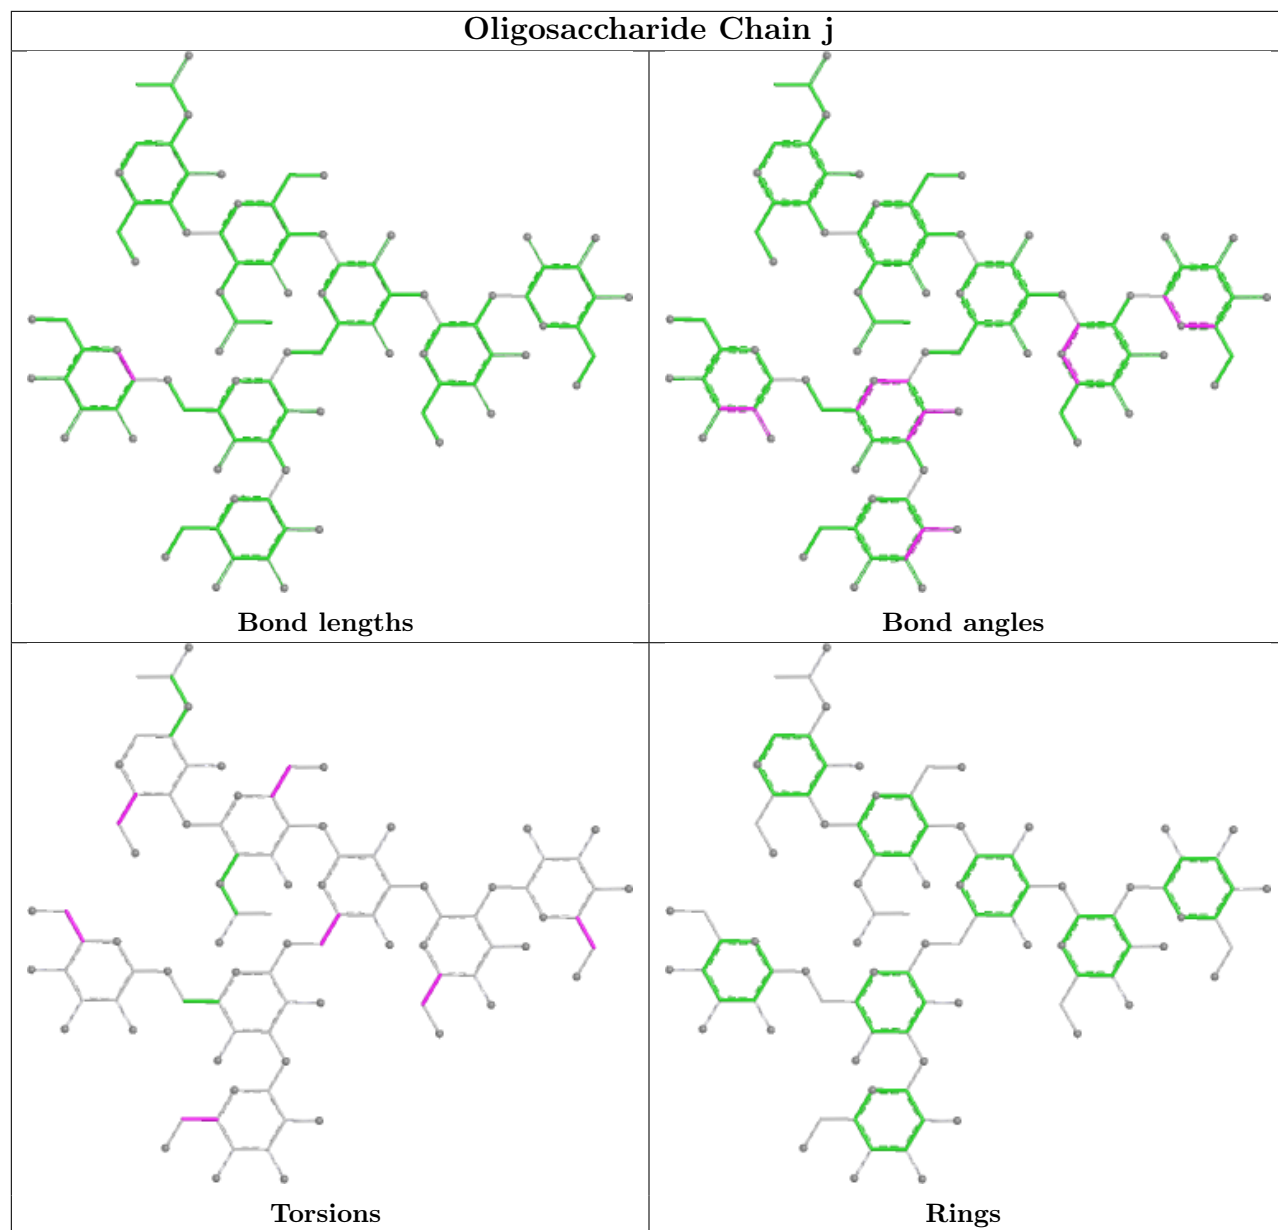 Oligosaccharide Chain j
Bond lengths
Bond angles
Torsions
Rings